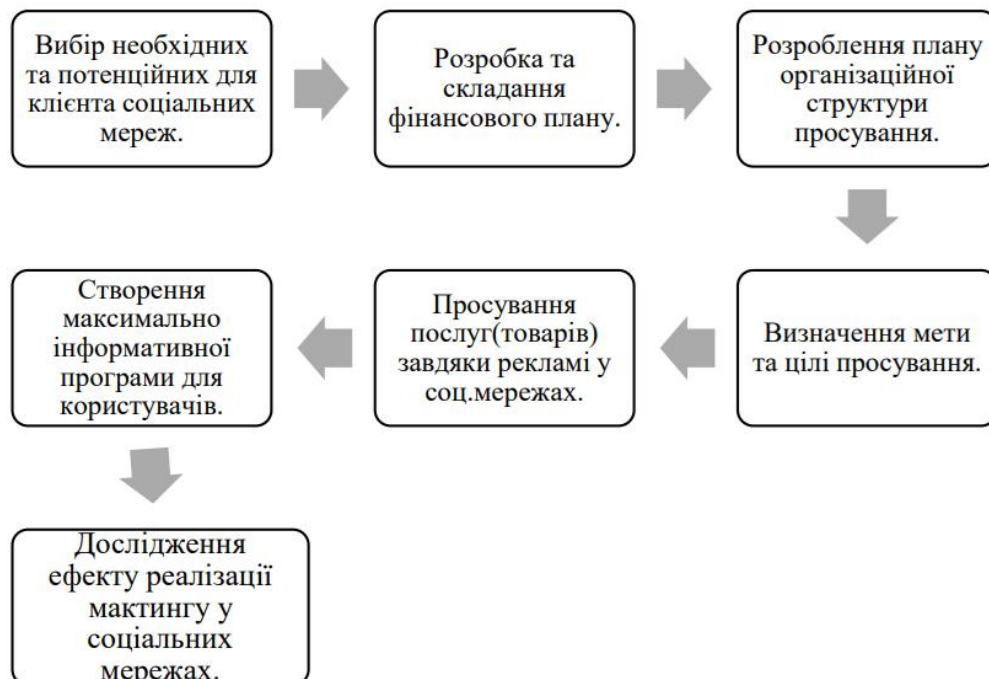 Вибір необхідних
та потенційних для
клієнта соціальних
мереж.
Розробка та
складання
фінансового плану.
Розроблення плану
організаційної
структури
просування.
Визначення мети
та цілі просування.
Просування
послуг(товарів)
завдяки рекламі у
соц.мережах.
Створення
максимально
інформативної
програми для
користувачів.
Дослідження
ефекту реалізації
мактингу у
соціальних
мережах.